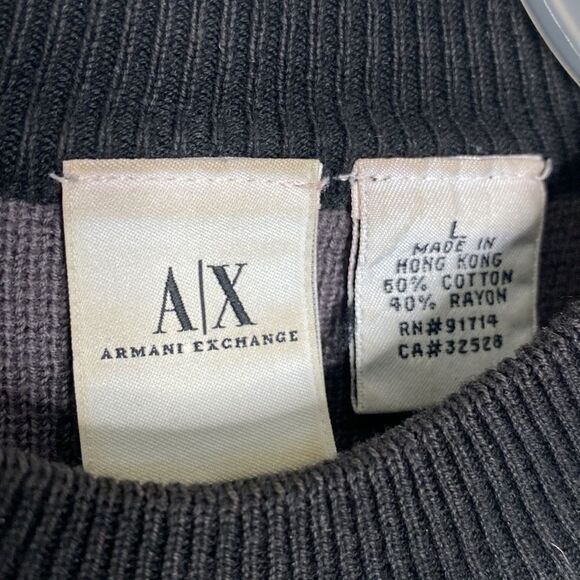 A|X
ARMANI EXCHANGE
L
MADE IN
HONG KONG
60% COTTON
40% RAYON
RN#91714
CA#32528